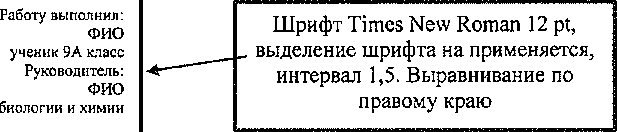 Работу выполнил:
ФИО
ученик 9А класс
Руководитель:
ФИО
биологии и химии
Шрифт Times New Roman 12 pt,
выделение шрифта на применяется,
интервал 1,5. Выравнивание по
правому краю